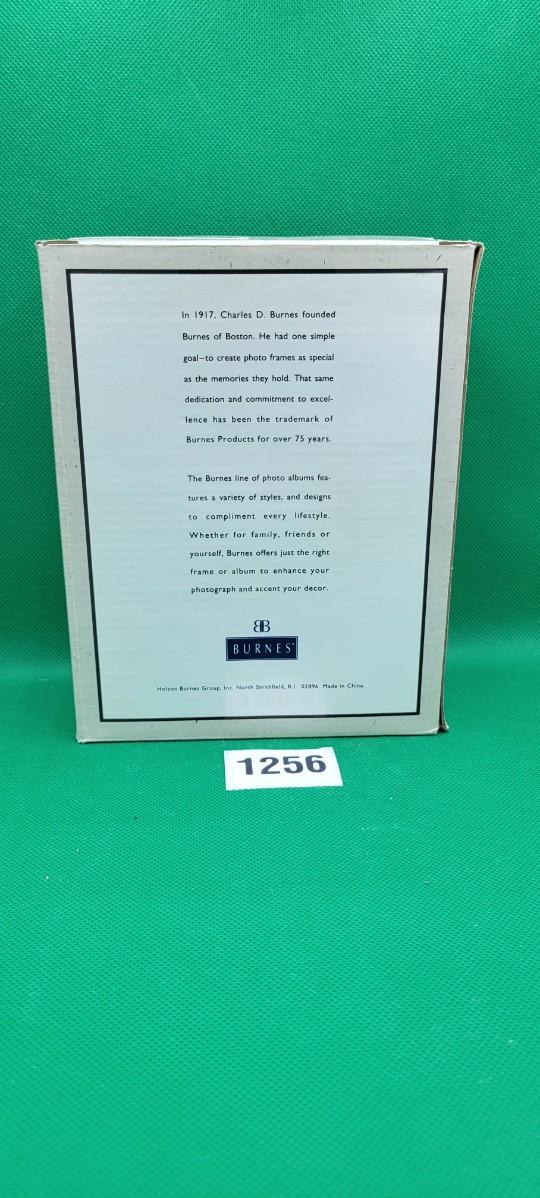 In 1917, Charles D. Burnes founded
Burnes of Boston. He had one simple
goal–to create photo frames as special
as the memories they hold. That same
dedication and commitment to excel-
lence has been the trademark of
Burnes Products for over 75 years.
The Burnes line of photo albums fea-
tures a variety of styles, and designs
to compliment every lifestyle.
Whether for family, friends or
yourself, Burnes offers just the right
frame or album to enhance your
photograph and accent your decor.
BB
BURNES®
Holson Burnes Group, Inc. North Smithfield, R.I. 02896 Made in China.
1256